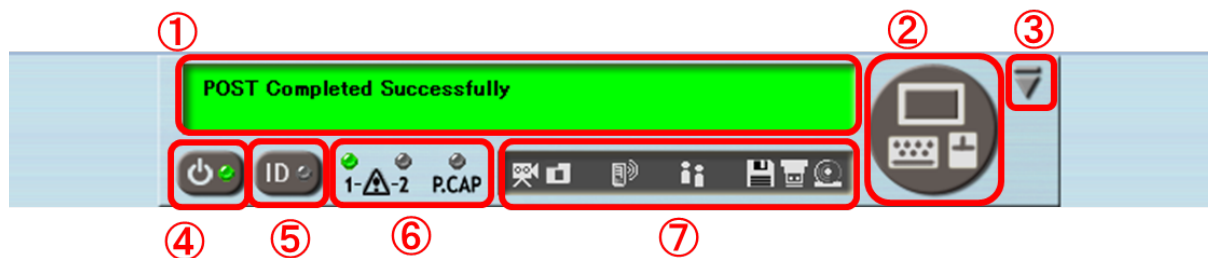 ① ② ③
POST Completed Successfully
ID
1- -2 P.CAP
④ ⑤ ⑥ ⑦